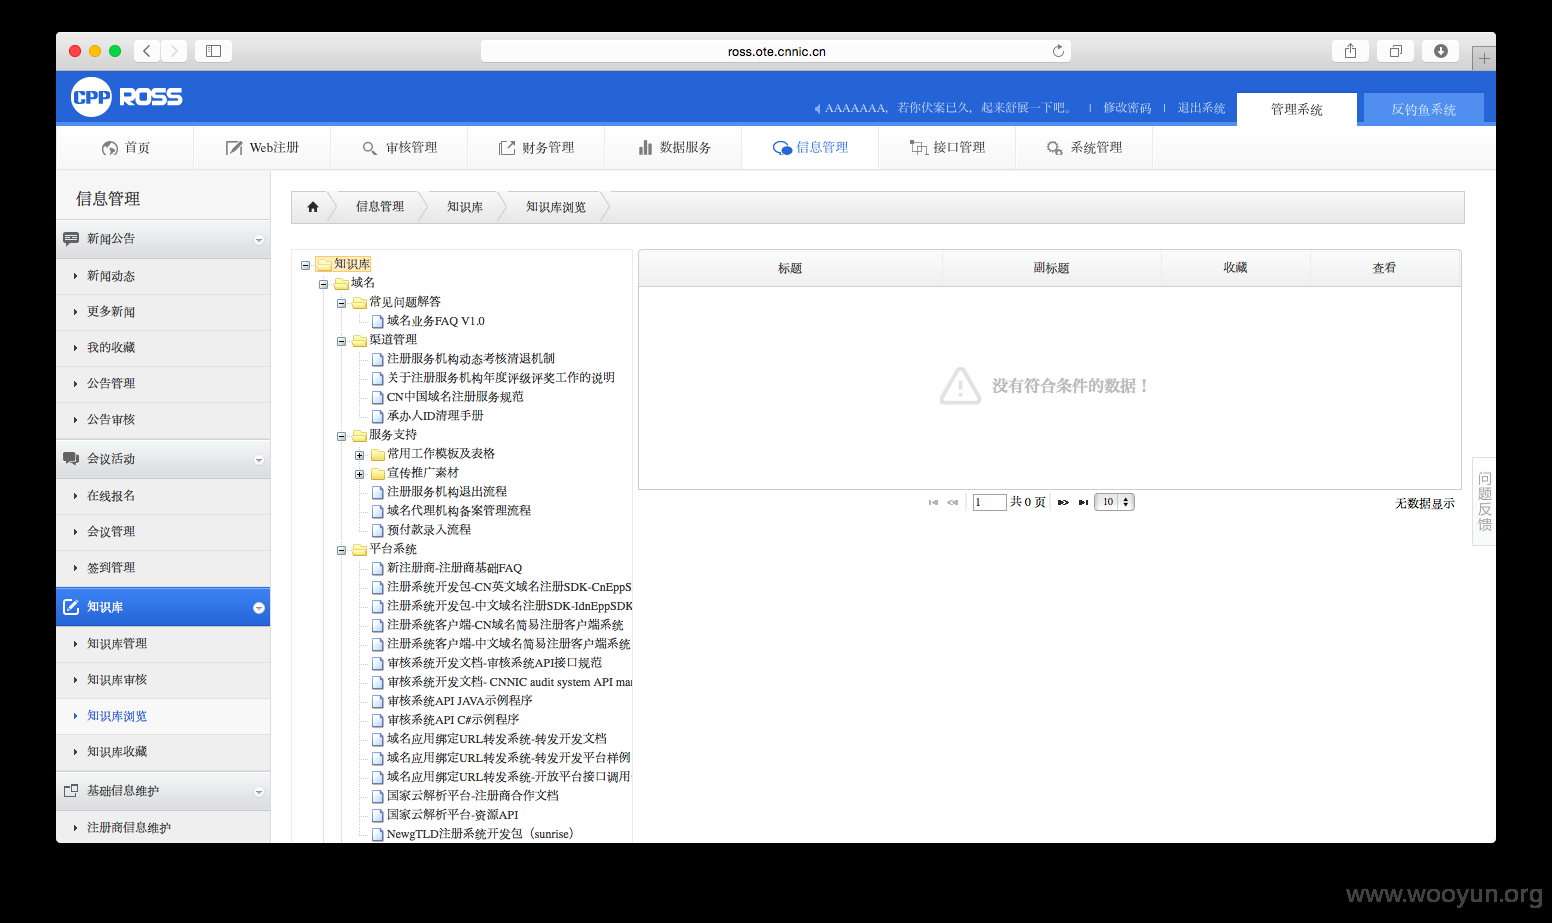 ross.ote.cnnic.cn
CPP ROSS
AAAAAAA，若你伏案已久，起来舒展一下吧。 | 修改密码 | 退出系统
管理系统
反钓鱼系统
首页
Web注册
审核管理
财务管理
数据服务
信息管理
接口管理
系统管理
信息管理
新闻公告
新闻动态
更多新闻
我的收藏
公告管理
公告审核
会议活动
在线报名
会议管理
签到管理
知识库
知识库管理
知识库审核
知识库浏览
知识库收藏
基础信息维护
注册商信息维护
信息管理
知识库
知识库浏览
知识库
域名
常见问题解答
域名业务FAQ V1.0
渠道管理
注册服务机构动态考核清退机制
关于注册服务机构年度评级评奖工作的说明
CN中国域名注册服务规范
承办人ID清理手册
服务支持
常用工作模板及表格
宣传推广素材
注册服务机构退出流程
域名代理机构备案管理流程
预付款录入流程
平台系统
新注册商-注册商基础FAQ
注册系统开发包-CN英文域名注册SDK-CnEppS
注册系统开发包-中文域名注册SDK-IdnEppSDK
注册系统客户端-CN域名简易注册客户端系统
注册系统客户端-中文域名简易注册客户端系统
审核系统开发文档-审核系统API接口规范
审核系统开发文档- CNNIC audit system API mar
审核系统API JAVA示例程序
审核系统API C#示例程序
域名应用绑定URL转发系统-转发开发文档
域名应用绑定URL转发系统-转发开发平台样例
域名应用绑定URL转发系统-开放平台接口调用
国家云解析平台-注册商合作文档
国家云解析平台-资源API
NewgTLD注册系统开发包（sunrise）
标题
副标题
收藏
查看
没有符合条件的数据！
1 共 0 页 10
无数据显示
问题反馈
www.wooyun.org